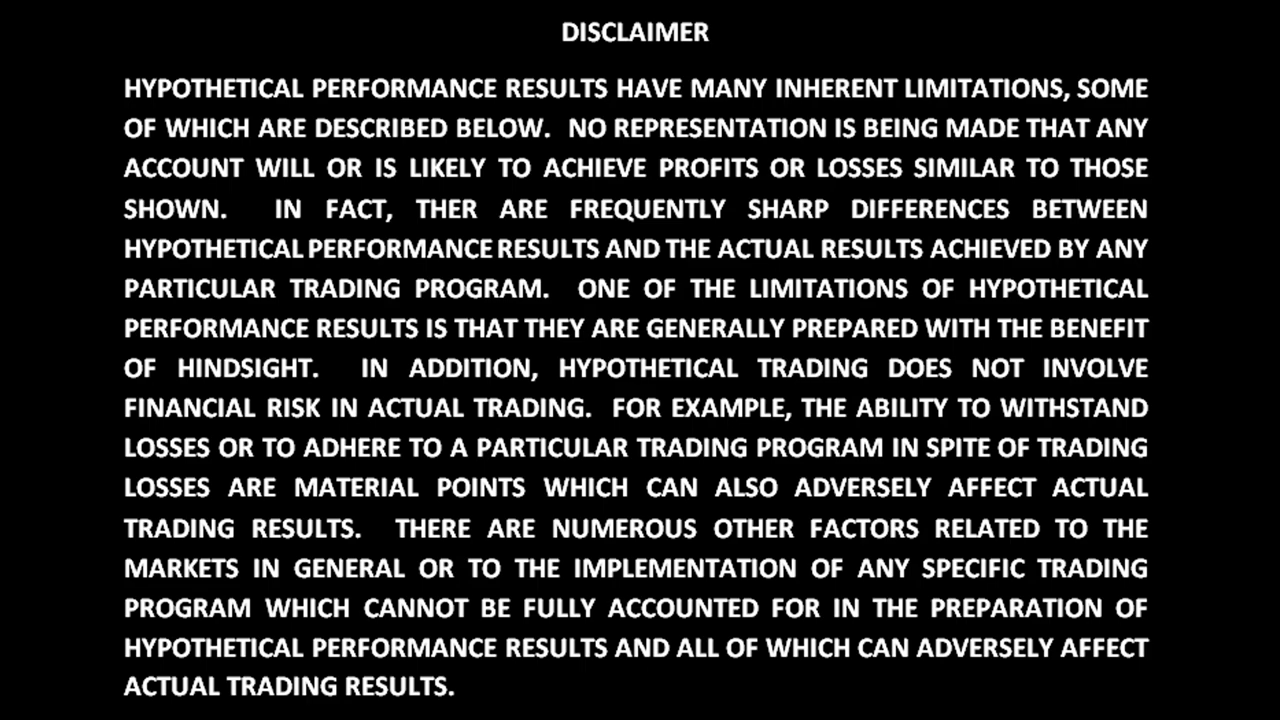 DISCLAIMER
HYPOTHETICAL PERFORMANCE RESULTS HAVE MANY INHERENT LIMITATIONS, SOME
OF WHICH ARE DESCRIBED BELOW.  NO REPRESENTATION IS BEING MADE THAT ANY
ACCOUNT WILL OR IS LIKELY TO ACHIEVE PROFITS OR LOSSES SIMILAR TO THOSE
SHOWN.  IN FACT, THER ARE FREQUENTLY SHARP DIFFERENCES BETWEEN
HYPOTHETICAL PERFORMANCE RESULTS AND THE ACTUAL RESULTS ACHIEVED BY ANY
PARTICULAR TRADING PROGRAM.  ONE OF THE LIMITATIONS OF HYPOTHETICAL
PERFORMANCE RESULTS IS THAT THEY ARE GENERALLY PREPARED WITH THE BENEFIT
OF HINDSIGHT.  IN ADDITION, HYPOTHETICAL TRADING DOES NOT INVOLVE
FINANCIAL RISK IN ACTUAL TRADING.  FOR EXAMPLE, THE ABILITY TO WITHSTAND
LOSSES OR TO ADHERE TO A PARTICULAR TRADING PROGRAM IN SPITE OF TRADING
LOSSES ARE MATERIAL POINTS WHICH CAN ALSO ADVERSELY AFFECT ACTUAL
TRADING RESULTS.  THERE ARE NUMEROUS OTHER FACTORS RELATED TO THE
MARKETS IN GENERAL OR TO THE IMPLEMENTATION OF ANY SPECIFIC TRADING
PROGRAM WHICH CANNOT BE FULLY ACCOUNTED FOR IN THE PREPARATION OF
HYPOTHETICAL PERFORMANCE RESULTS AND ALL OF WHICH CAN ADVERSELY AFFECT
ACTUAL TRADING RESULTS.